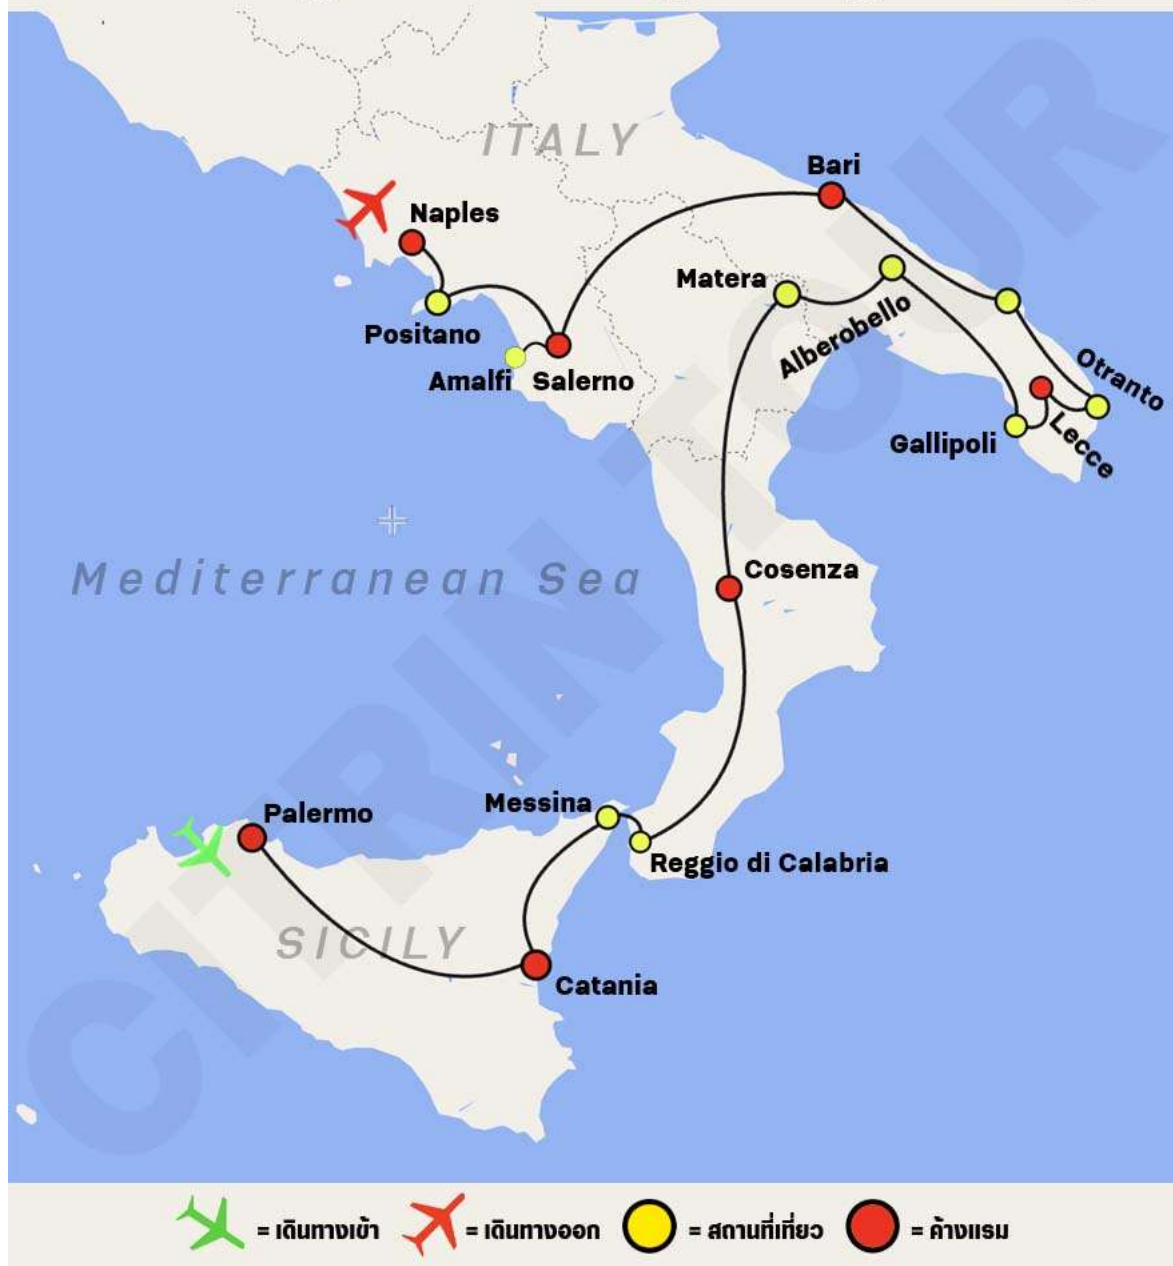 ITALY
Bari
Naples
Matera
Positano
Alberobello
Otranto
Amalfi
Salerno
Gallipoli
Lecce
Mediterranean Sea
Cosenza
Messina
Palermo
Reggio di Calabria
SICILY
Catania
CITRIN TOUR
= เดินทางเข้า
= เดินทางออก
= สถานที่เที่ยว
= ค้างแรม